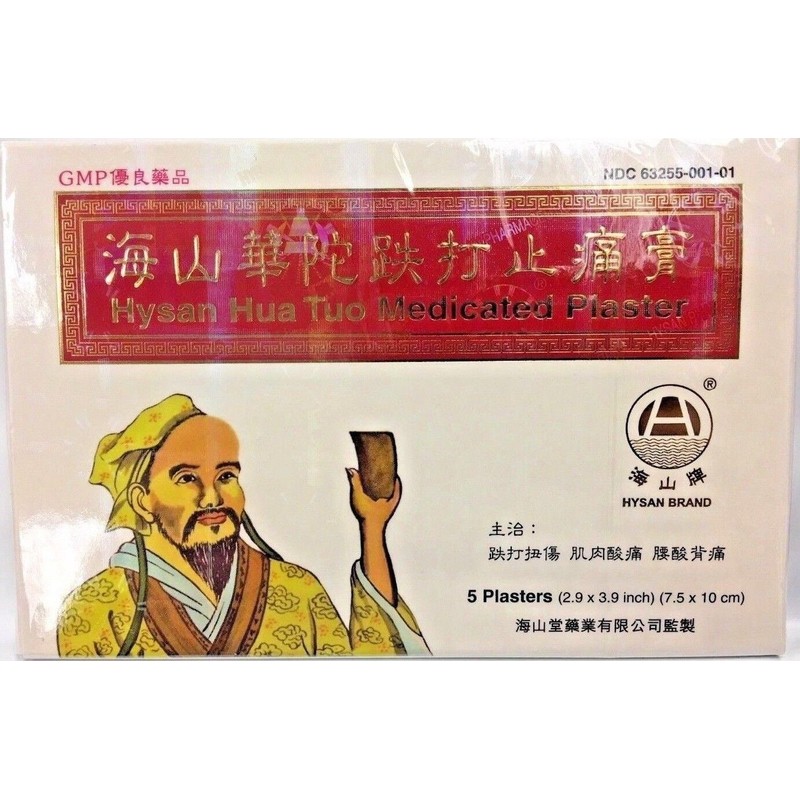 GMP優良藥品
NDC 63255-001-01
海山華陀跌打止痛膏
Hysan Hua Tuo Medicated Plaster
PHARMA
HYSAN
®
海山牌
HYSAN BRAND
主治：
跌打扭傷 肌肉酸痛 腰酸背痛
5 Plasters (2.9 x 3.9 inch) (7.5 x 10 cm)
海山堂藥業有限公司監製